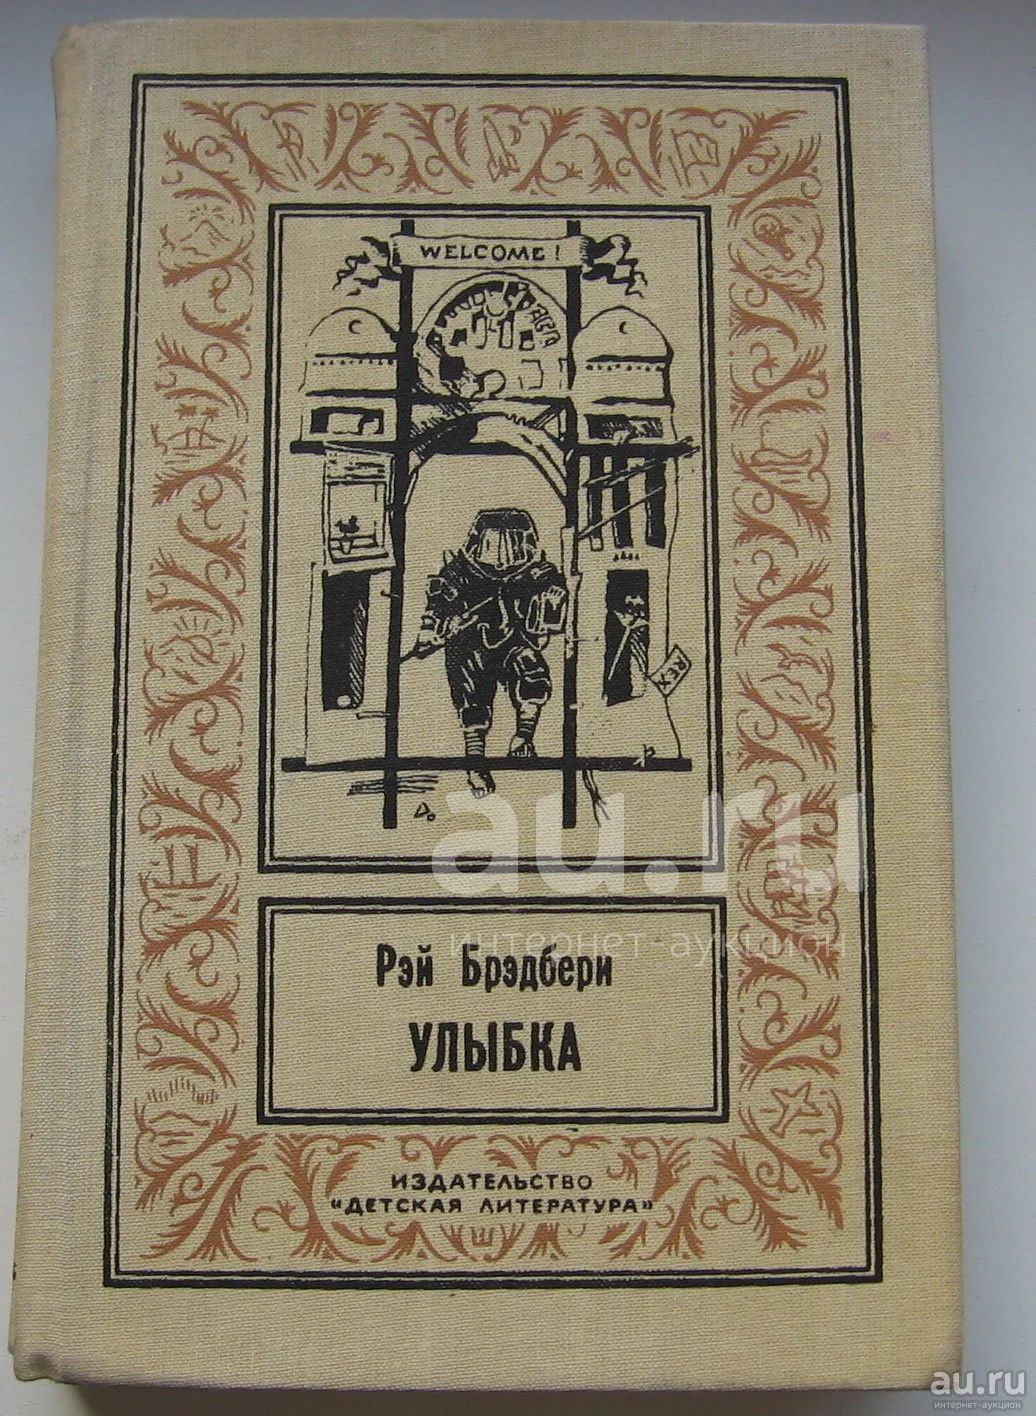 WELCOME!
REX
au.ru
интернет-аукцион
Рэй Брэдбери
УЛЫБКА
ИЗДАТЕЛЬСТВО
"ДЕТСКАЯ ЛИТЕРАТУРА"
au.ru
интернет-аукцион